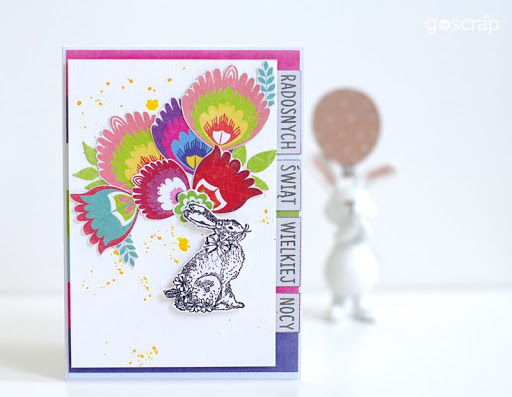 goscrap
RADOSNYCH
ŚWIĄT
WIELKIEJ
NOCY